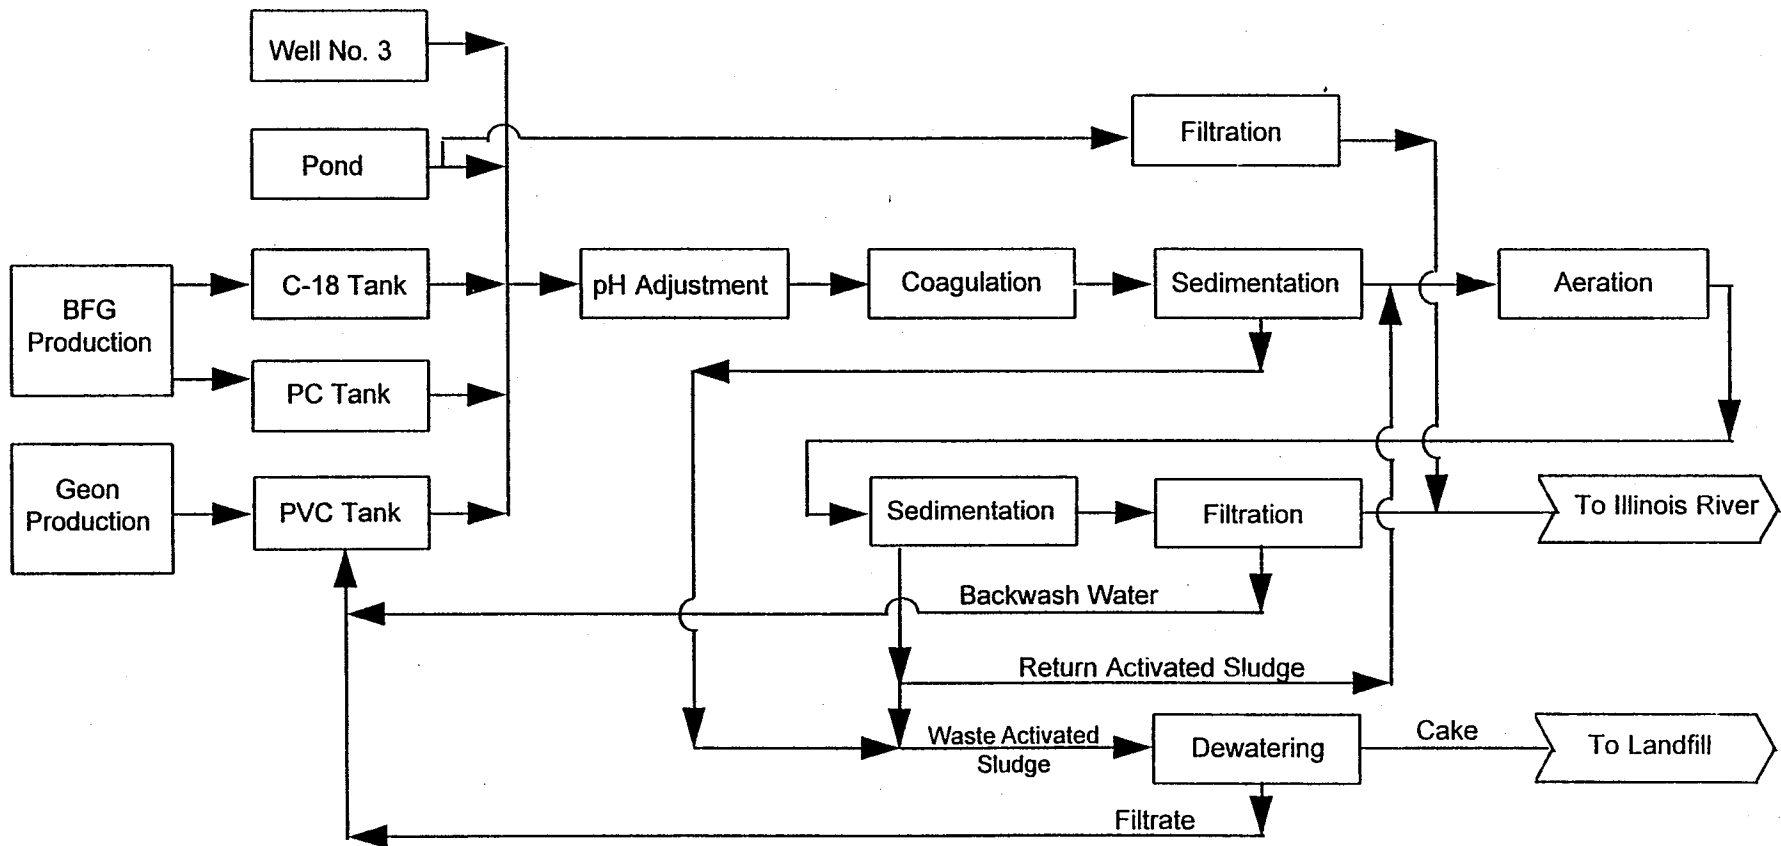 Well No. 3
Filtration
Pond
BFG
Production
C-18 Tank
pH Adjustment
Coagulation
Sedimentation
Aeration
PC Tank
Geon
Production
PVC Tank
Sedimentation
Filtration
To Illinois River
Backwash Water
Return Activated Sludge
Waste Activated
Sludge
Dewatering
Cake
To Landfill
Filtrate